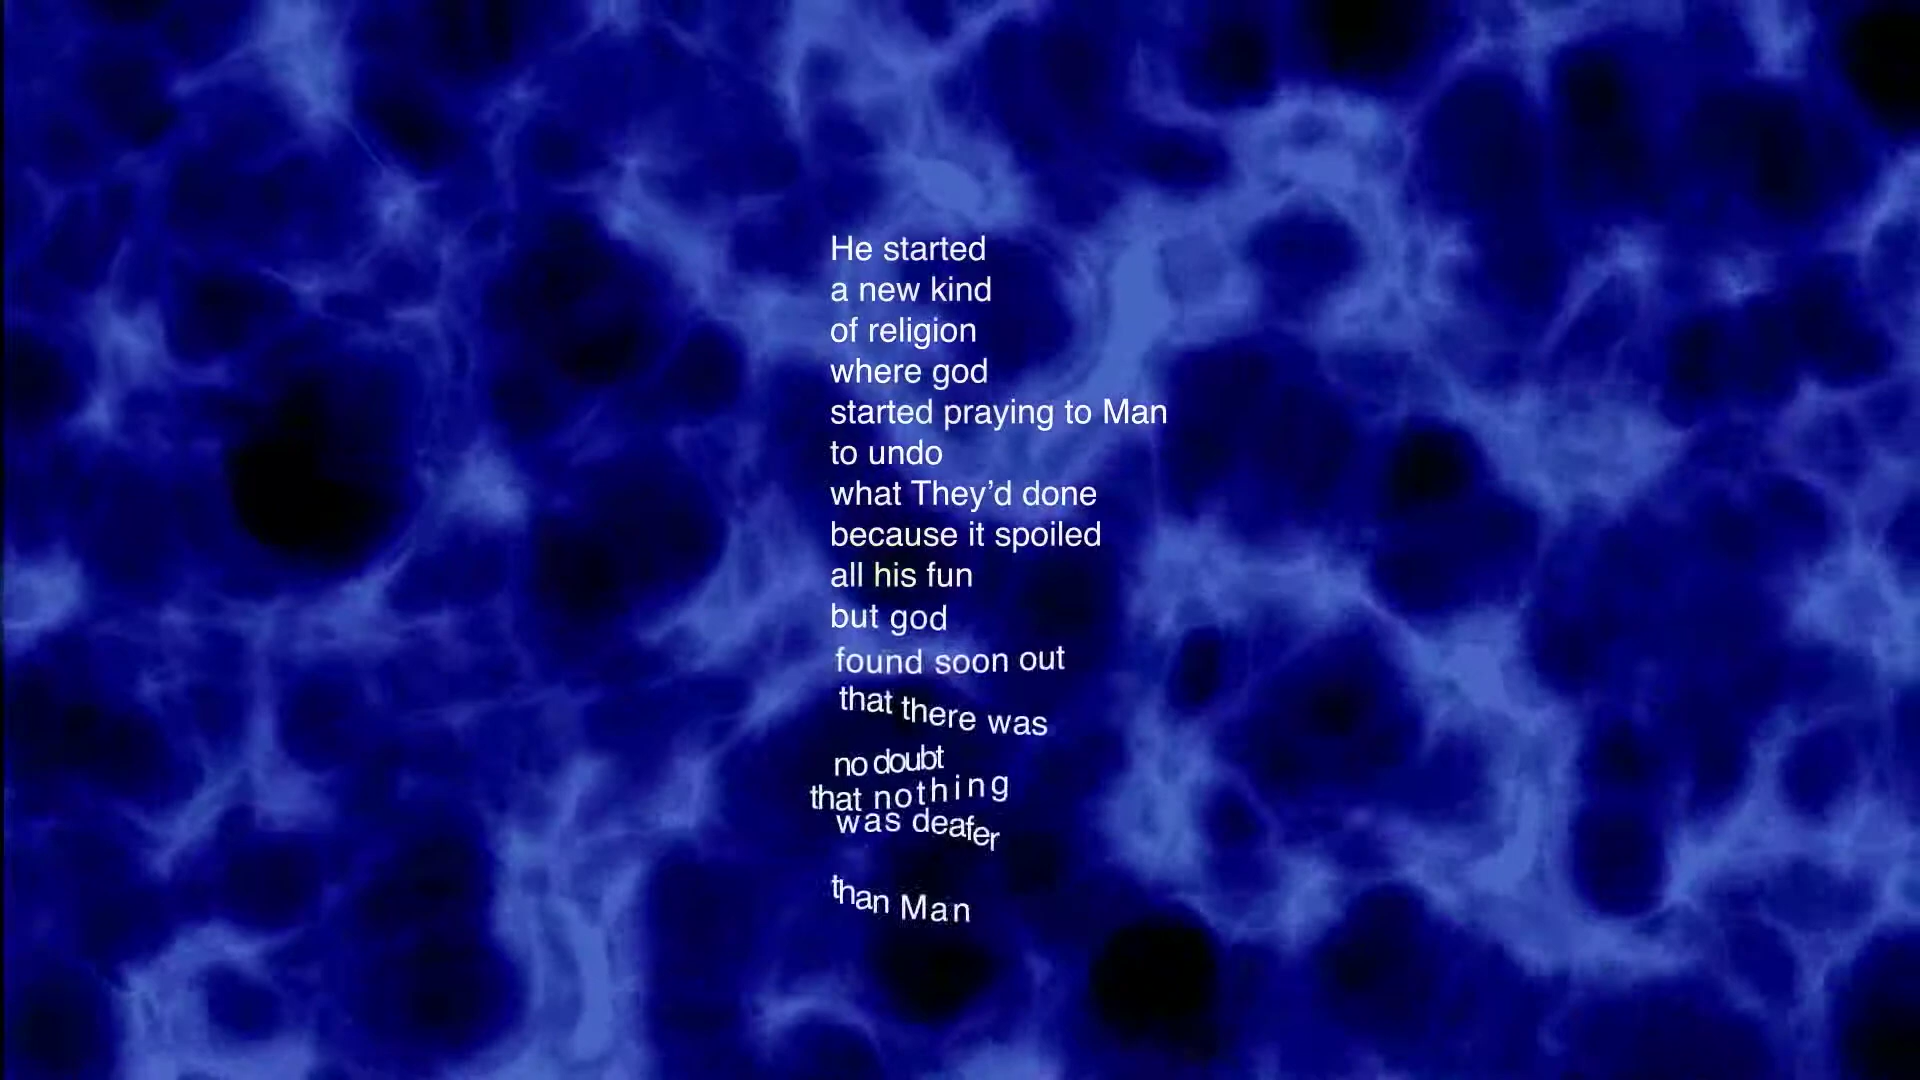 He started
a new kind
of religion
where god
started praying to Man
to undo
what They’d done
because it spoiled
all his fun
but god
found soon out
that there was
no doubt
that nothing
was deafer
than Man